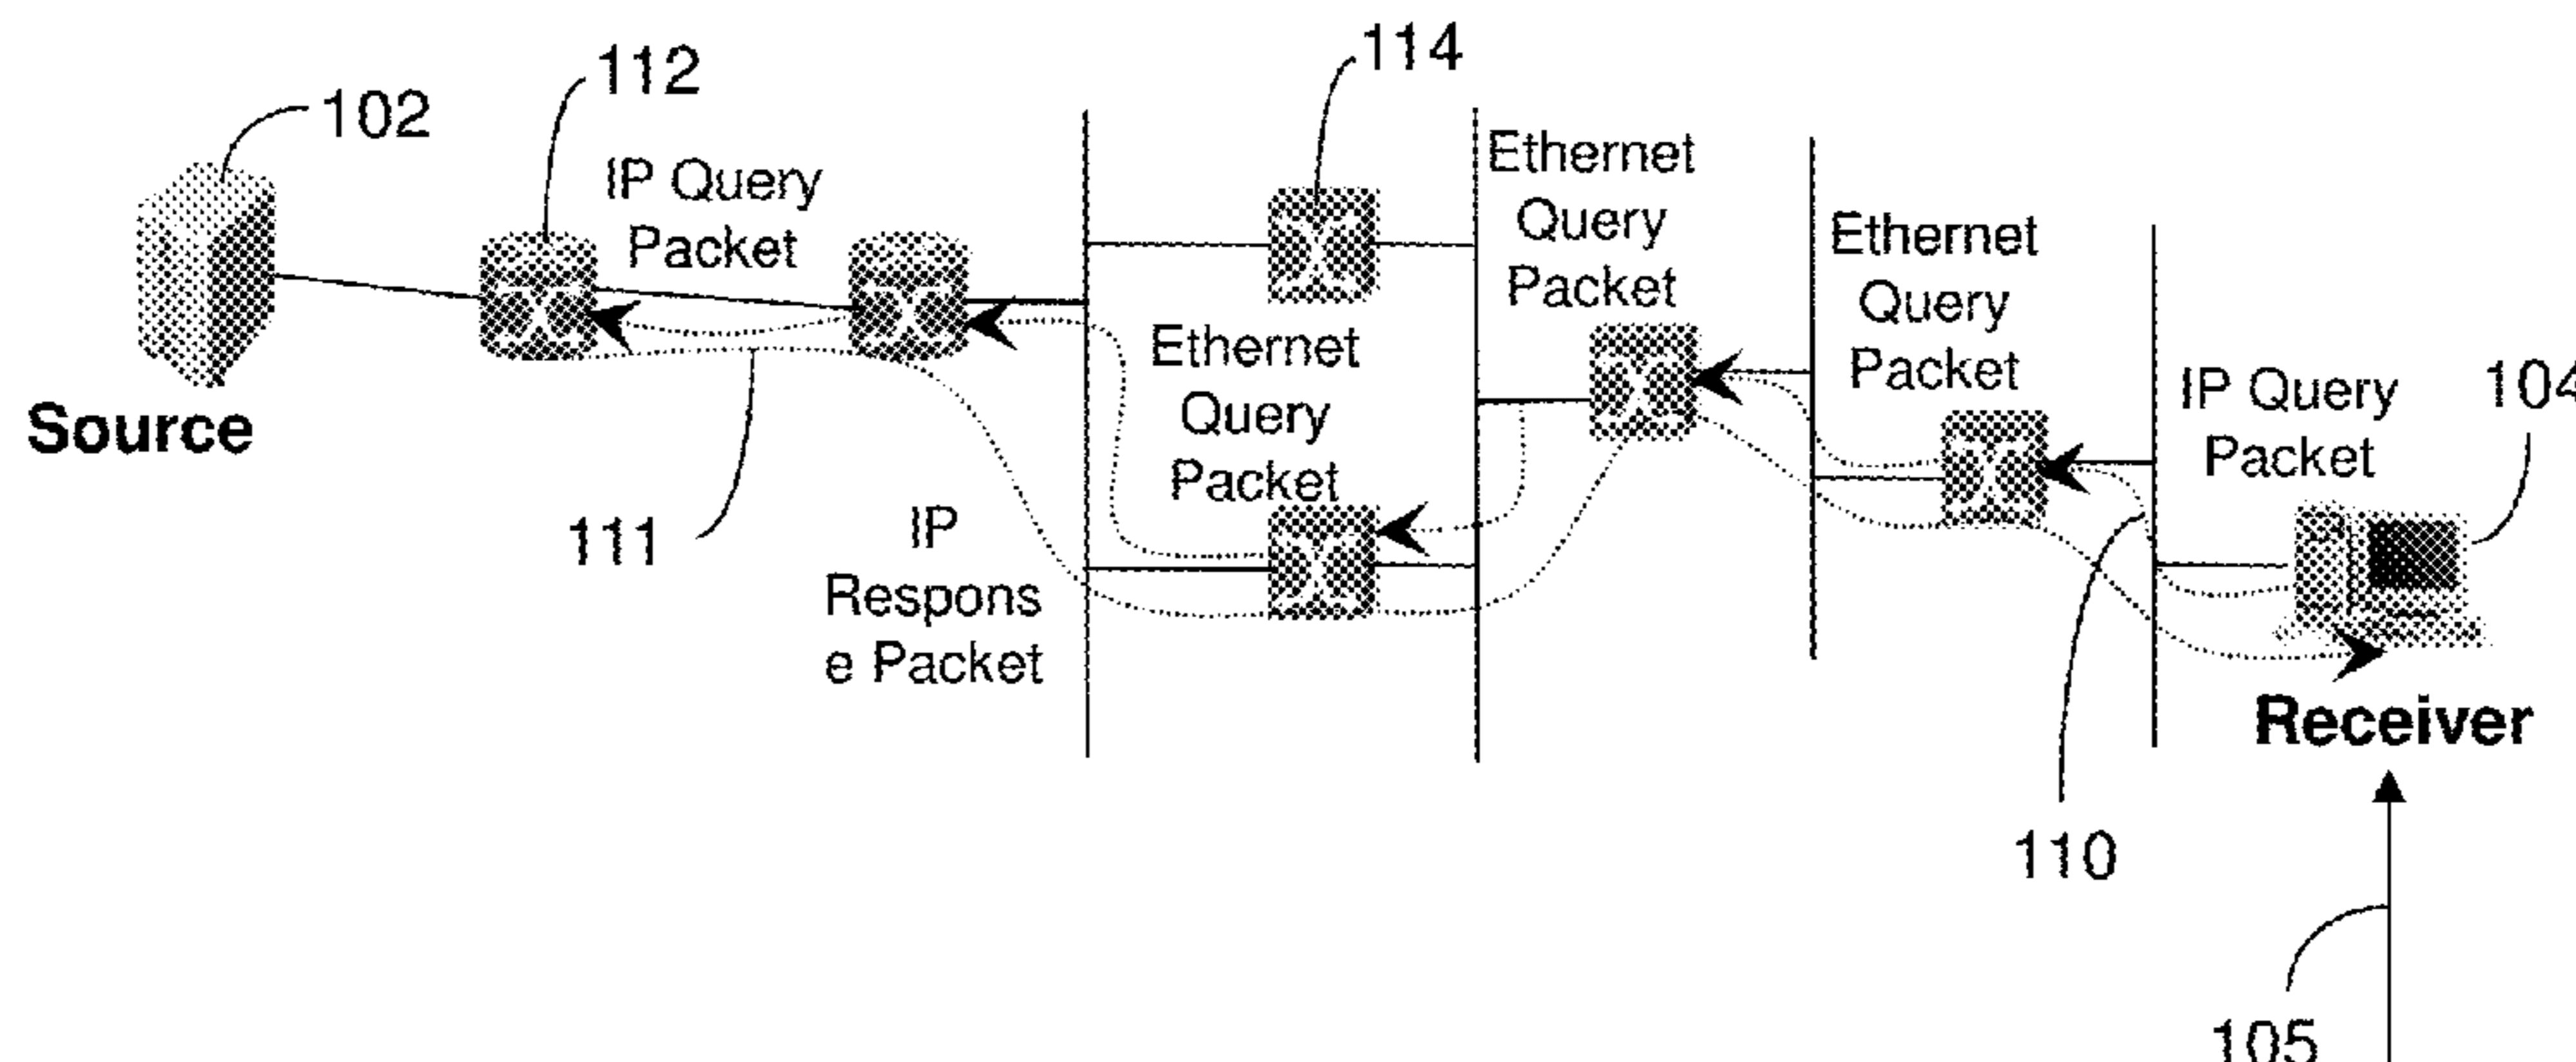 114
112
102
Ethernet
Query
Packet
IP Query
Packet
Ethernet
Query
Packet
Ethernet
Query
Packet
IP Query
Packet
104
Source
111
IP
Respons
e Packet
Receiver
110
105